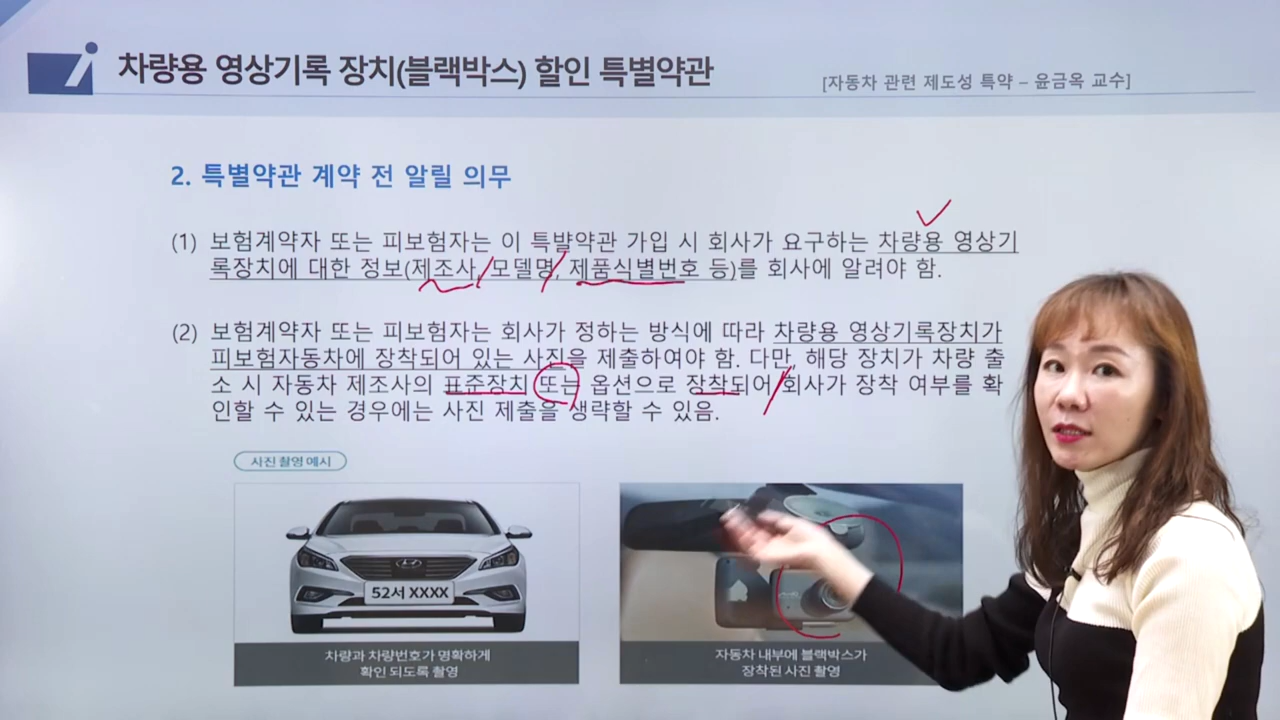 차량용 영상기록 장치(블랙박스) 할인 특별약관
[자동차 관련 제도성 특약 – 윤금옥 교수]
2. 특별약관 계약 전 알릴 의무
(1) 보험계약자 또는 피보험자는 이 특별약관 가입 시 회사가 요구하는 차량용 영상기
록장치에 대한 정보(제조사, 모델명, 제품식별번호 등)를 회사에 알려야 함.
(2) 보험계약자 또는 피보험자는 회사가 정하는 방식에 따라 차량용 영상기록장치가
피보험자동차에 장착되어 있는 사진을 제출하여야 함. 다만, 해당 장치가 차량 출
소 시 자동차 제조사의 표준장치 또는 옵션으로 장착되어 회사가 장착 여부를 확
인할 수 있는 경우에는 사진 제출을 생략할 수 있음.
사진 촬영 예시
52서 XXXX
차량과 차량번호가 명확하게
확인 되도록 촬영
자동차 내부에 블랙박스가
장착된 사진 촬영